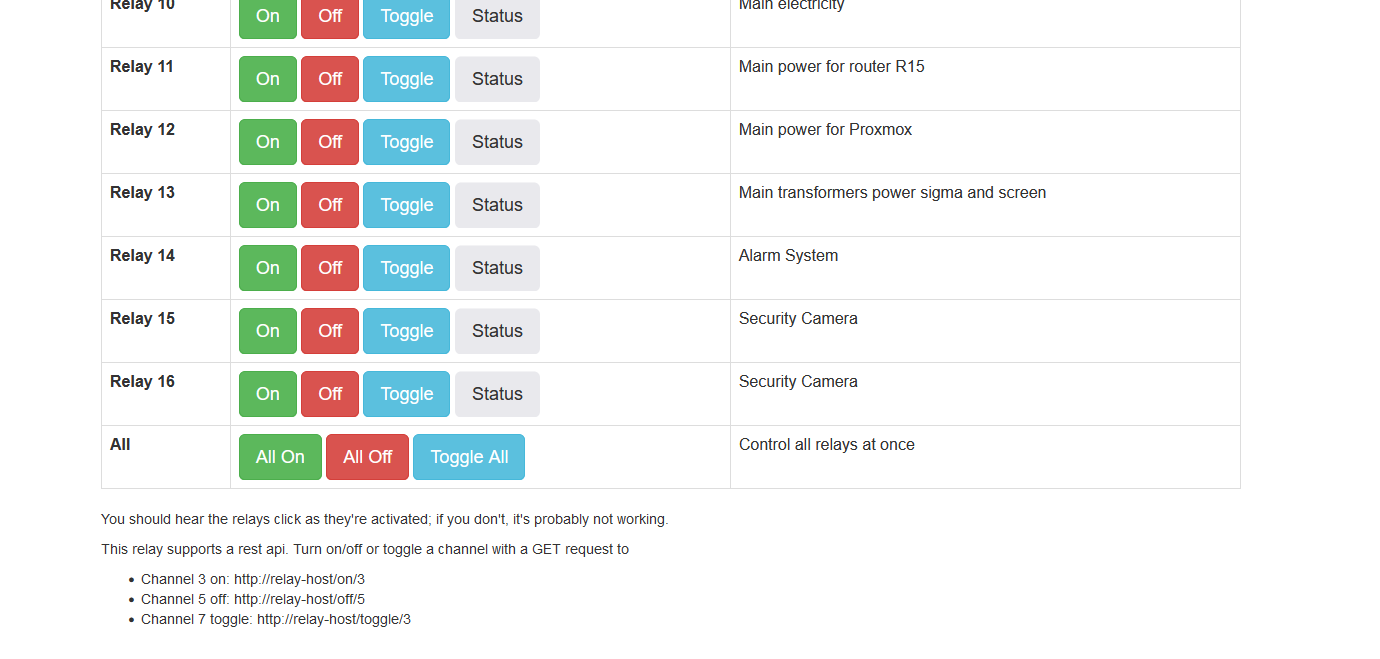 Relay 10 On Off Toggle Status Main electricity
Relay 11 On Off Toggle Status Main power for router R15
Relay 12 On Off Toggle Status Main power for Proxmox
Relay 13 On Off Toggle Status Main transformers power sigma and screen
Relay 14 On Off Toggle Status Alarm System
Relay 15 On Off Toggle Status Security Camera
Relay 16 On Off Toggle Status Security Camera
All All On All Off Toggle All Control all relays at once
You should hear the relays click as they're activated; if you don't, it's probably not working.
This relay supports a rest api. Turn on/off or toggle a channel with a GET request to
• Channel 3 on: http://relay-host/on/3
• Channel 5 off: http://relay-host/off/5
• Channel 7 toggle: http://relay-host/toggle/3